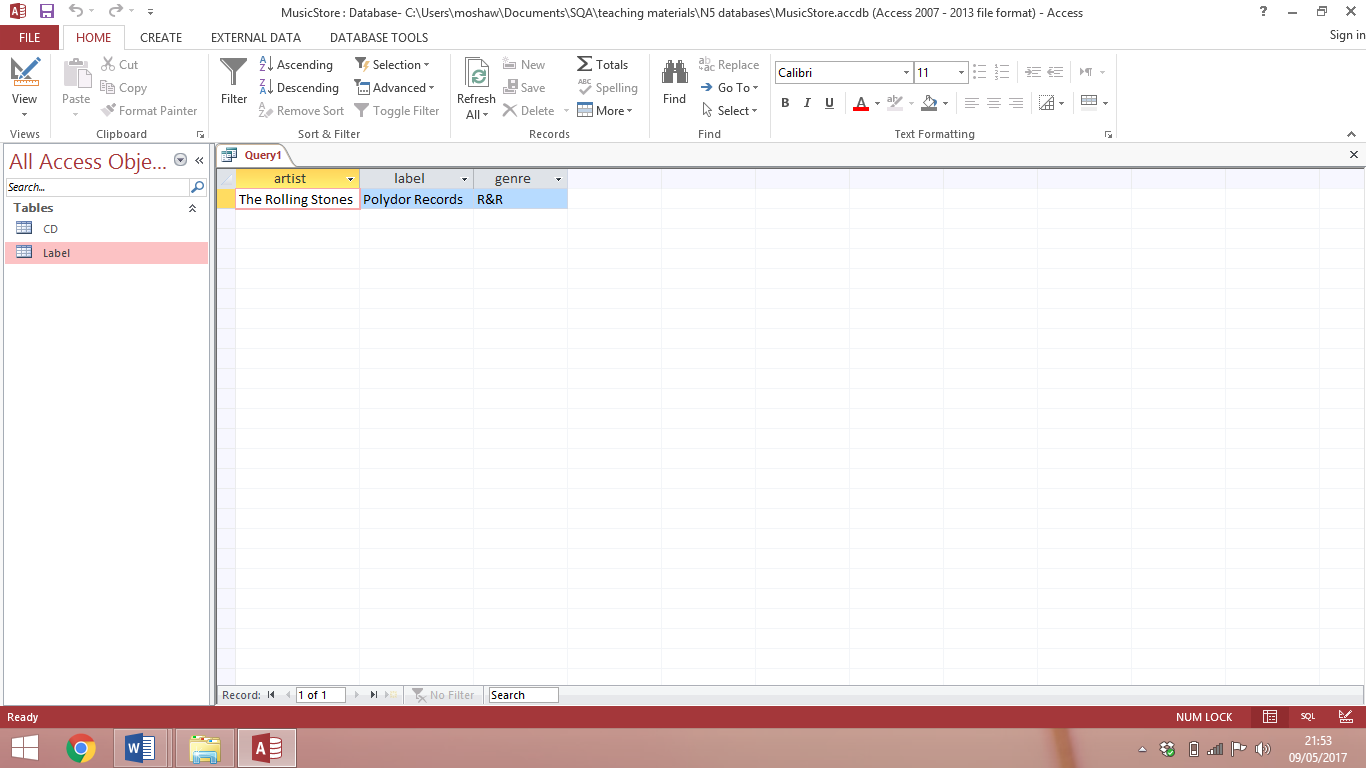 MusicStore : Database- C:\Users\moshaw\Documents\SQA\teaching materials\N5 databases\MusicStore.accdb (Access 2007 - 2013 file format) - Access
FILE HOME CREATE EXTERNAL DATA DATABASE TOOLS Sign in
View
Views
Paste
Cut
Copy
Format Painter
Clipboard
Filter
Ascending
Descending
Remove Sort
Selection
Advanced
Toggle Filter
Sort & Filter
Refresh
All
New
Save
Delete
Totals
Spelling
More
Records
Find
Replace
Go To
Select
Find
Calibri 11
B I U A
Text Formatting
All Access Obje...
Search...
Tables
CD
Label
Query1
artist label genre
The Rolling Stones Polydor Records R&R
Record: 1 of 1 No Filter Search
Ready NUM LOCK SQL
21:53
09/05/2017